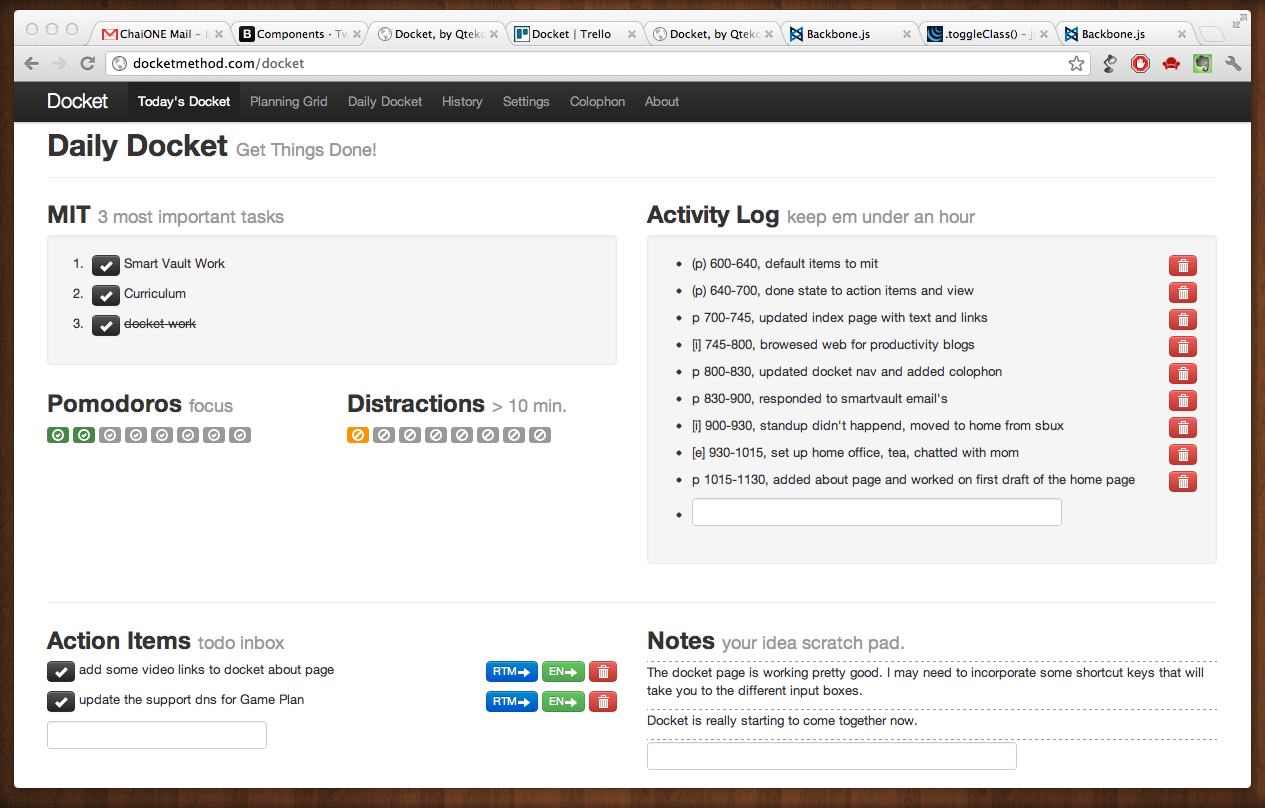 ChaiONE Mail – I
Components · Tw
Docket, by Qteko
Docket | Trello
Docket, by Qteko
Backbone.js
.toggleClass() – j
Backbone.js
docketmethod.com/docket
Docket
Today's Docket
Planning Grid
Daily Docket
History
Settings
Colophon
About
Daily Docket Get Things Done!
MIT 3 most important tasks
1. Smart Vault Work
2. Curriculum
3. docket work
Pomodoros focus
Distractions > 10 min.
Activity Log keep em under an hour
(p) 600-640, default items to mit
(p) 640-700, done state to action items and view
p 700-745, updated index page with text and links
[i] 745-800, browesed web for productivity blogs
p 800-830, updated docket nav and added colophon
p 830-900, responded to smartvault email's
[i] 900-930, standup didn't happend, moved to home from sbux
[e] 930-1015, set up home office, tea, chatted with mom
p 1015-1130, added about page and worked on first draft of the home page
Action Items todo inbox
add some video links to docket about page RTM EN
update the support dns for Game Plan RTM EN
Notes your idea scratch pad.
The docket page is working pretty good. I may need to incorporate some shortcut keys that will
take you to the different input boxes.
Docket is really starting to come together now.